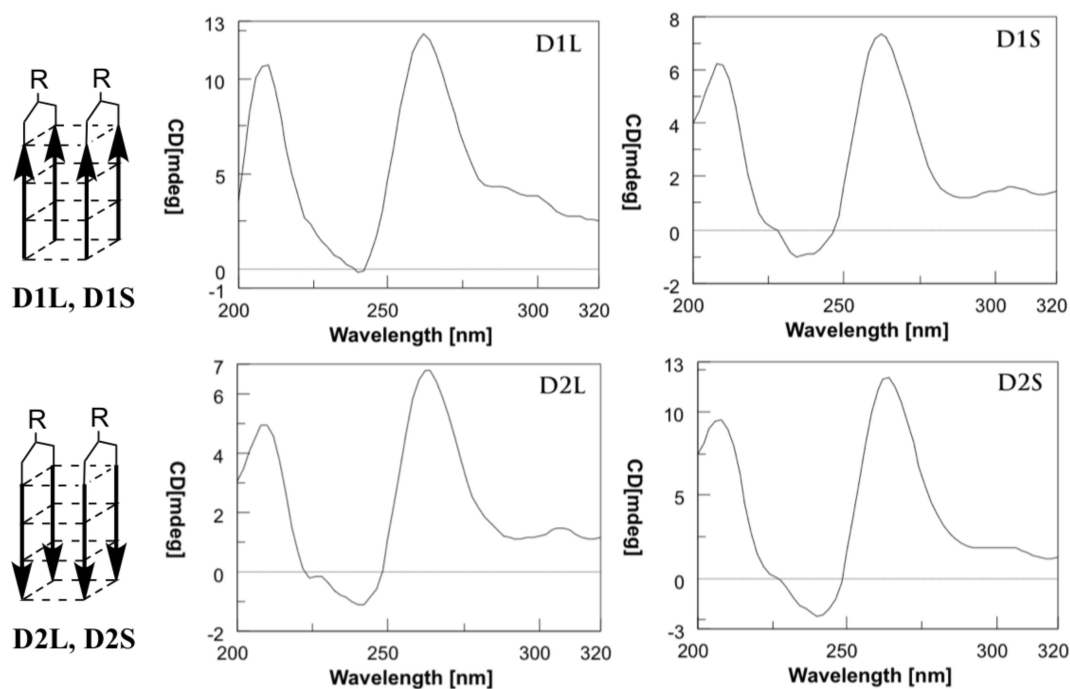 R R
D1L, D1S
13
10
5
0
-1
CD[mdeg]
D1L
200 250 300 320
Wavelength [nm]
8
6
4
2
0
-2
CD[mdeg]
D1S
200 250 300 320
Wavelength [nm]
R R
D2L, D2S
7
6
4
2
0
-2
CD[mdeg]
D2L
200 250 300 320
Wavelength [nm]
13
10
5
0
-3
CD[mdeg]
D2S
200 250 300 320
Wavelength [nm]